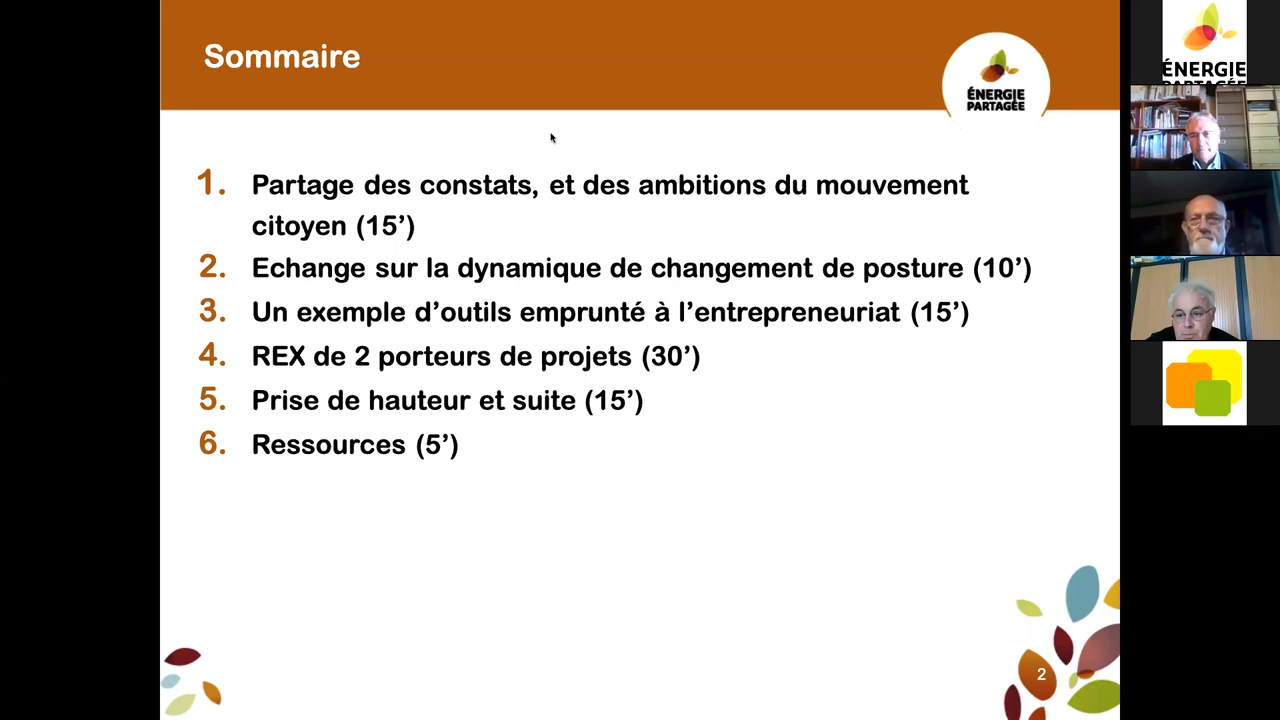 Sommaire
ÉNERGIE
PARTAGÉE
1. Partage des constats, et des ambitions du mouvement
citoyen (15’)
2. Echange sur la dynamique de changement de posture (10’)
3. Un exemple d’outils emprunté à l’entrepreneuriat (15’)
4. REX de 2 porteurs de projets (30’)
5. Prise de hauteur et suite (15’)
6. Ressources (5’)
2
ÉNERGIE
PARTAGÉE